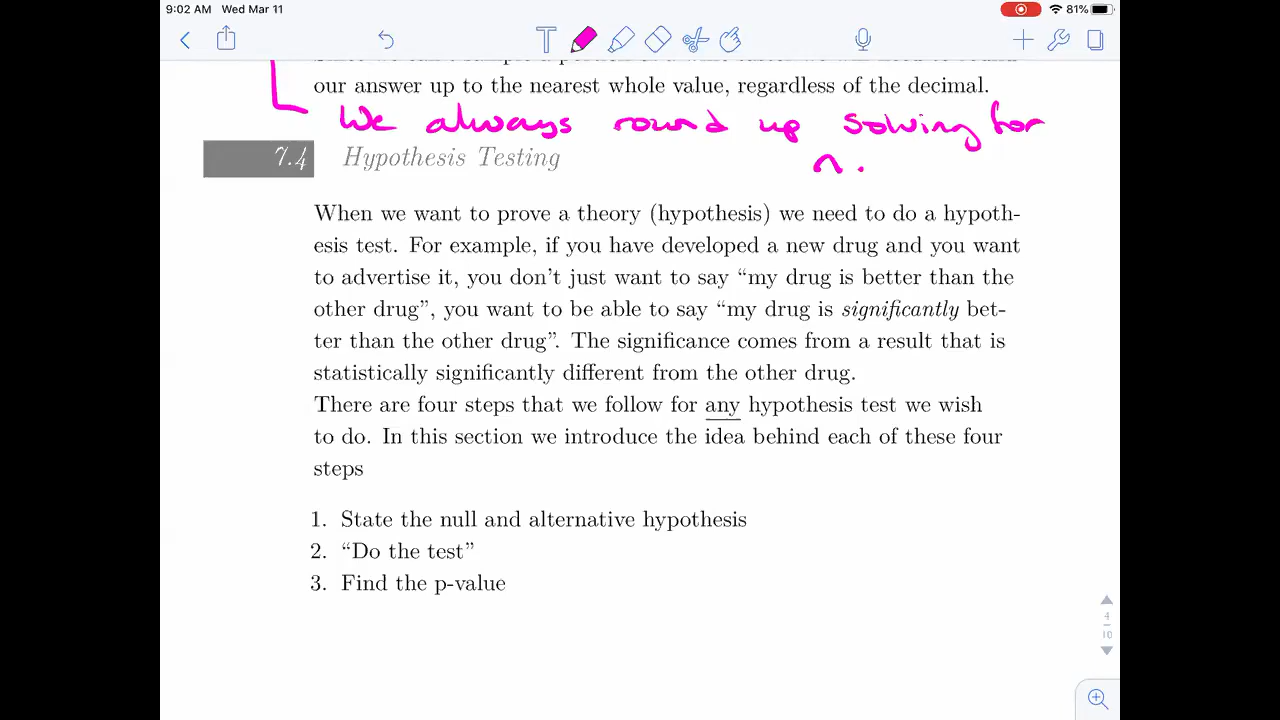 9:02 AM Wed Mar 11
81%
our answer up to the nearest whole value, regardless of the decimal.
We always round up solving for
n.
7.4 Hypothesis Testing
When we want to prove a theory (hypothesis) we need to do a hypoth-
esis test. For example, if you have developed a new drug and you want
to advertise it, you don't just want to say “my drug is better than the
other drug”, you want to be able to say “my drug is significantly bet-
ter than the other drug”. The significance comes from a result that is
statistically significantly different from the other drug.
There are four steps that we follow for any hypothesis test we wish
to do. In this section we introduce the idea behind each of these four
steps
1. State the null and alternative hypothesis
2. “Do the test”
3. Find the p-value
4
10